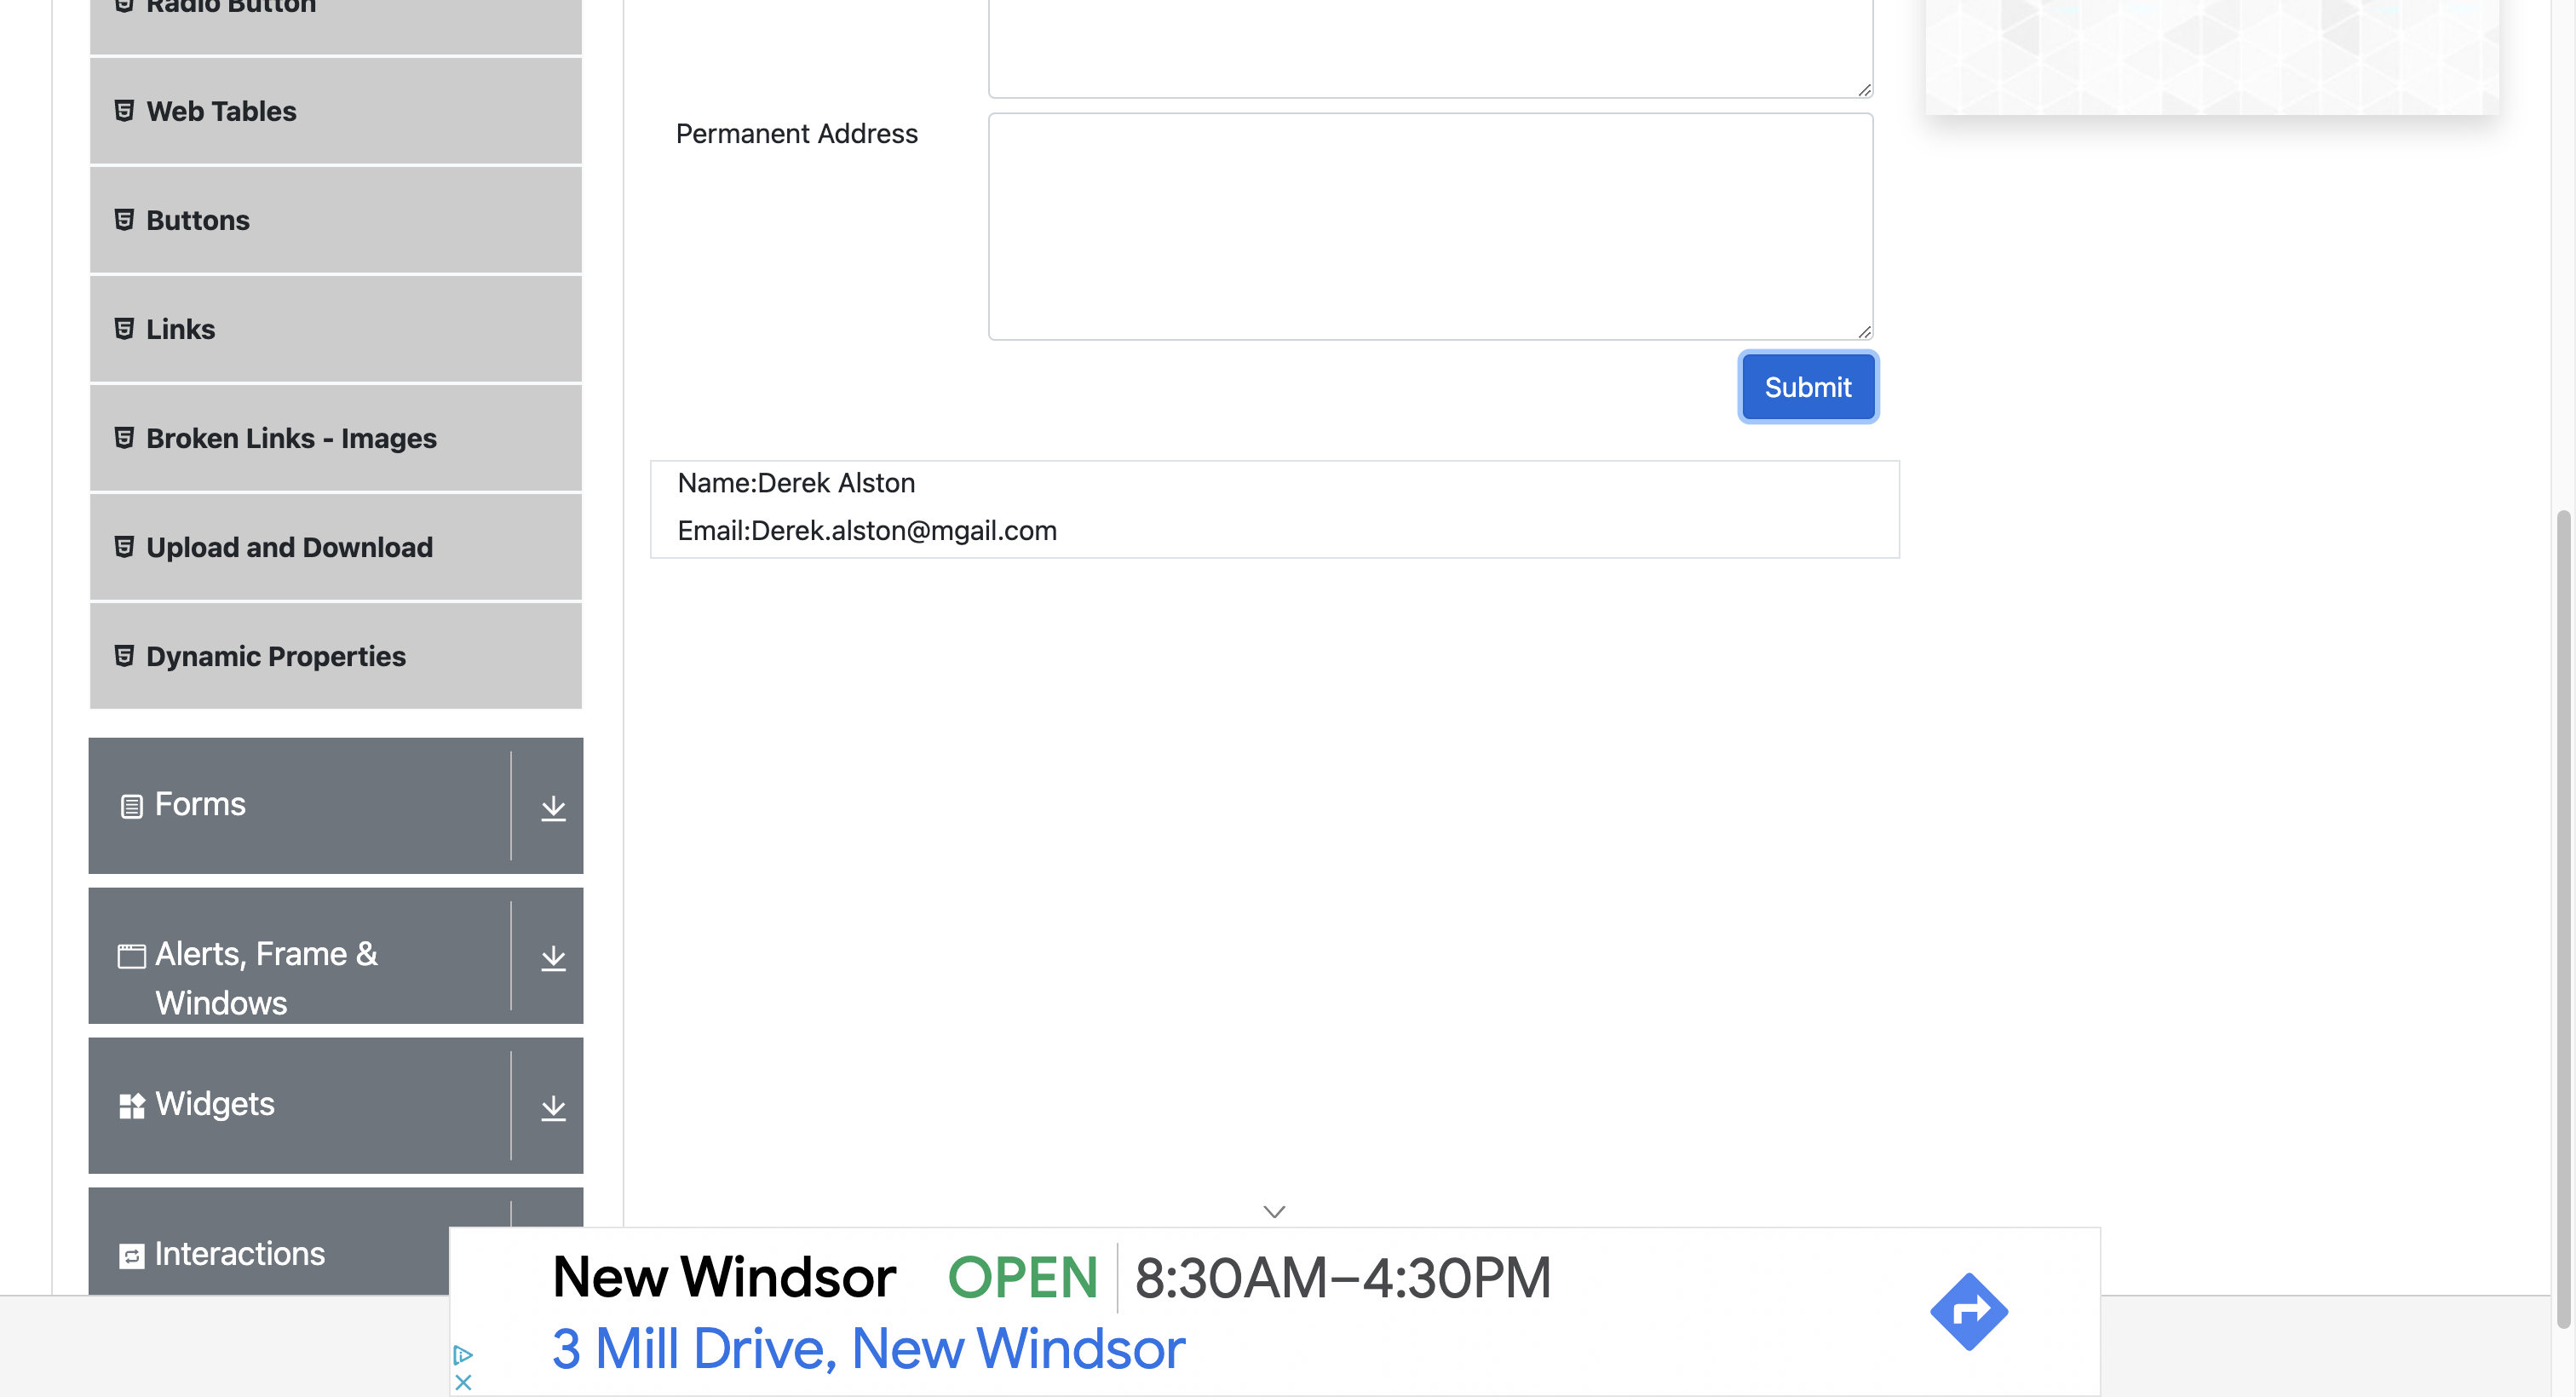 Radio Button
Web Tables
Buttons
Links
Broken Links - Images
Upload and Download
Dynamic Properties
Forms
Alerts, Frame &
Windows
Widgets
Interactions
Permanent Address
Submit
Name:Derek Alston
Email:Derek.alston@mgail.com
New Windsor OPEN 8:30AM–4:30PM
3 Mill Drive, New Windsor